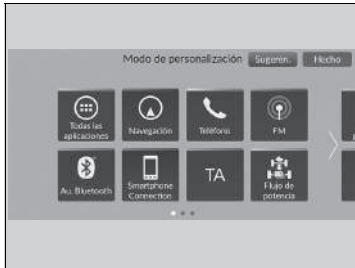 Modo de personalización Sugeren. Hecho
Todas las
aplicaciones
Navegación
Teléfono
FM
Au. Bluetooth
Smartphone
Connection
TA
Flujo de
potencia